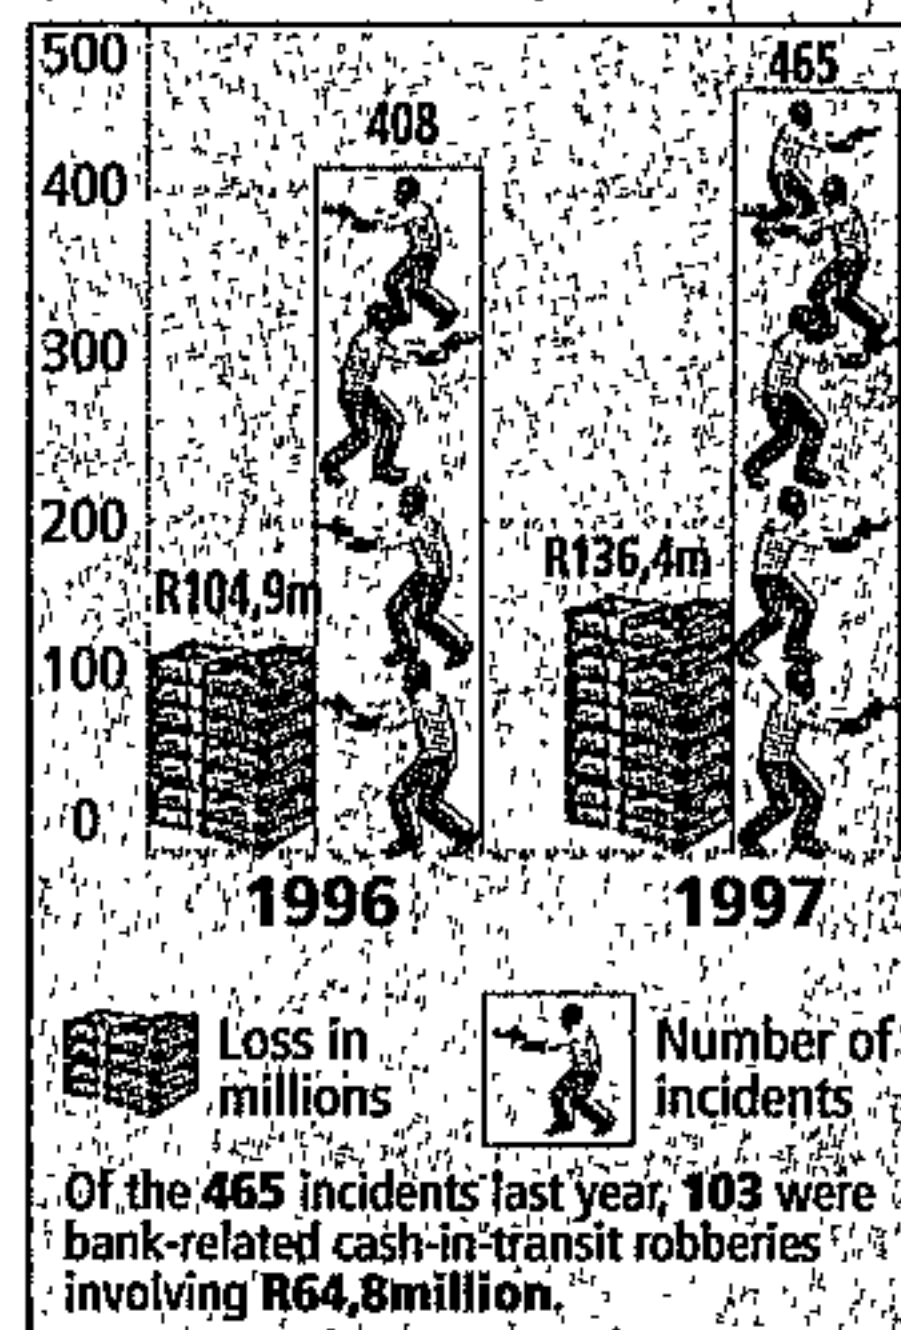 500
465
408
400
300
200
R136,4m
R104,9m
100
0
1996
1997
Loss in
millions
Number of
incidents
Of the 465 incidents last year, 103 were
bank-related cash-in-transit robberies
involving R64,8million.